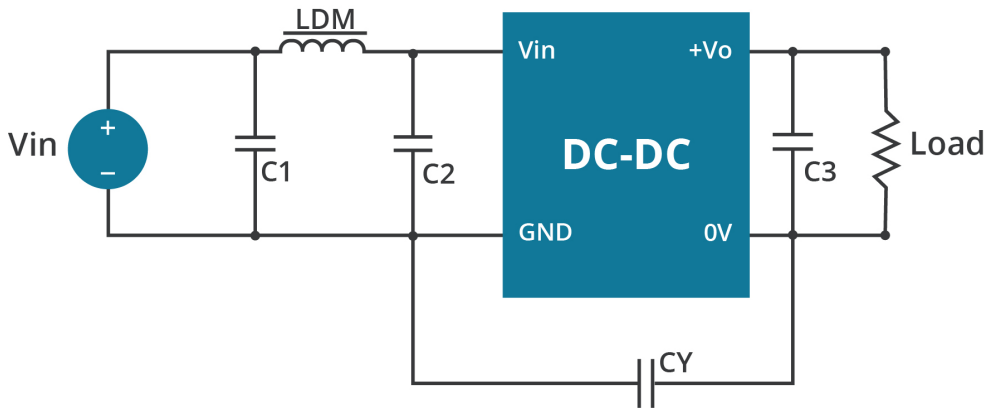 LDM
Vin
+
−
C1
C2
Vin
+Vo
DC-DC
GND
0V
C3
Load
CY